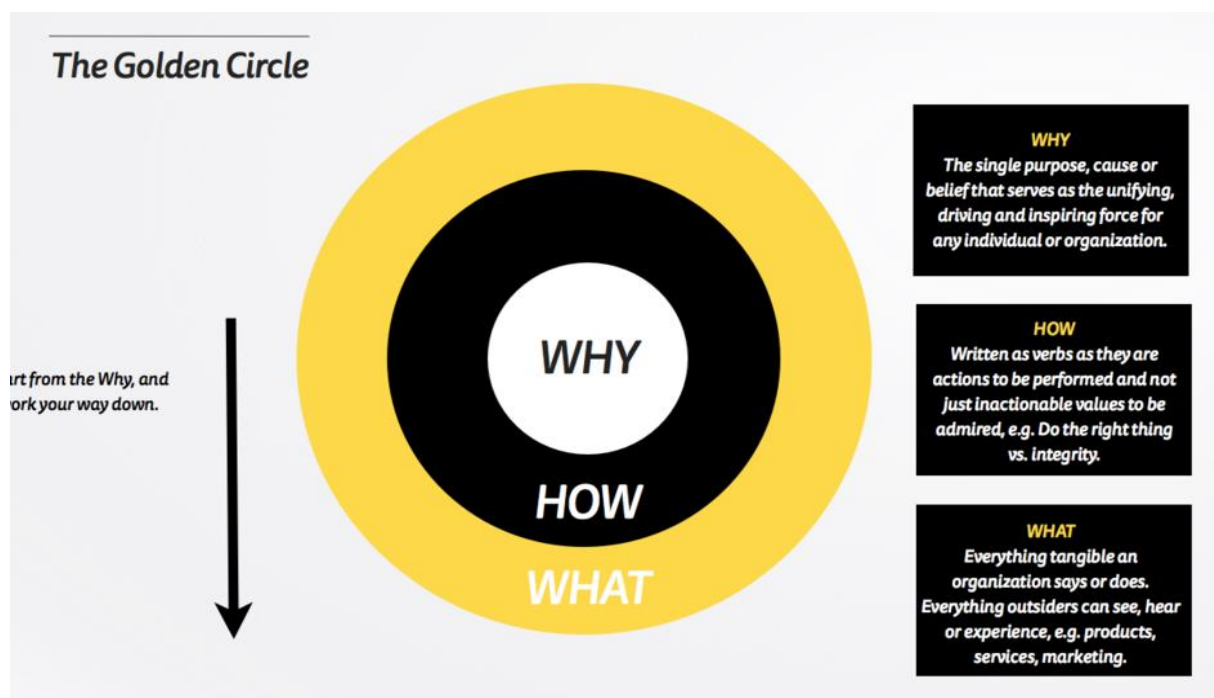 The Golden Circle
from the Why, and
your way down.
WHY
HOW
WHAT
WHY
The single purpose, cause or
belief that serves as the unifying,
driving and inspiring force for
any individual or organization.
HOW
Written as verbs as they are
actions to be performed and not
just inactionable values to be
admired, e.g. Do the right thing
vs. integrity.
WHAT
Everything tangible an
organization says or does.
Everything outsiders can see, hear
or experience, e.g. products,
services, marketing.